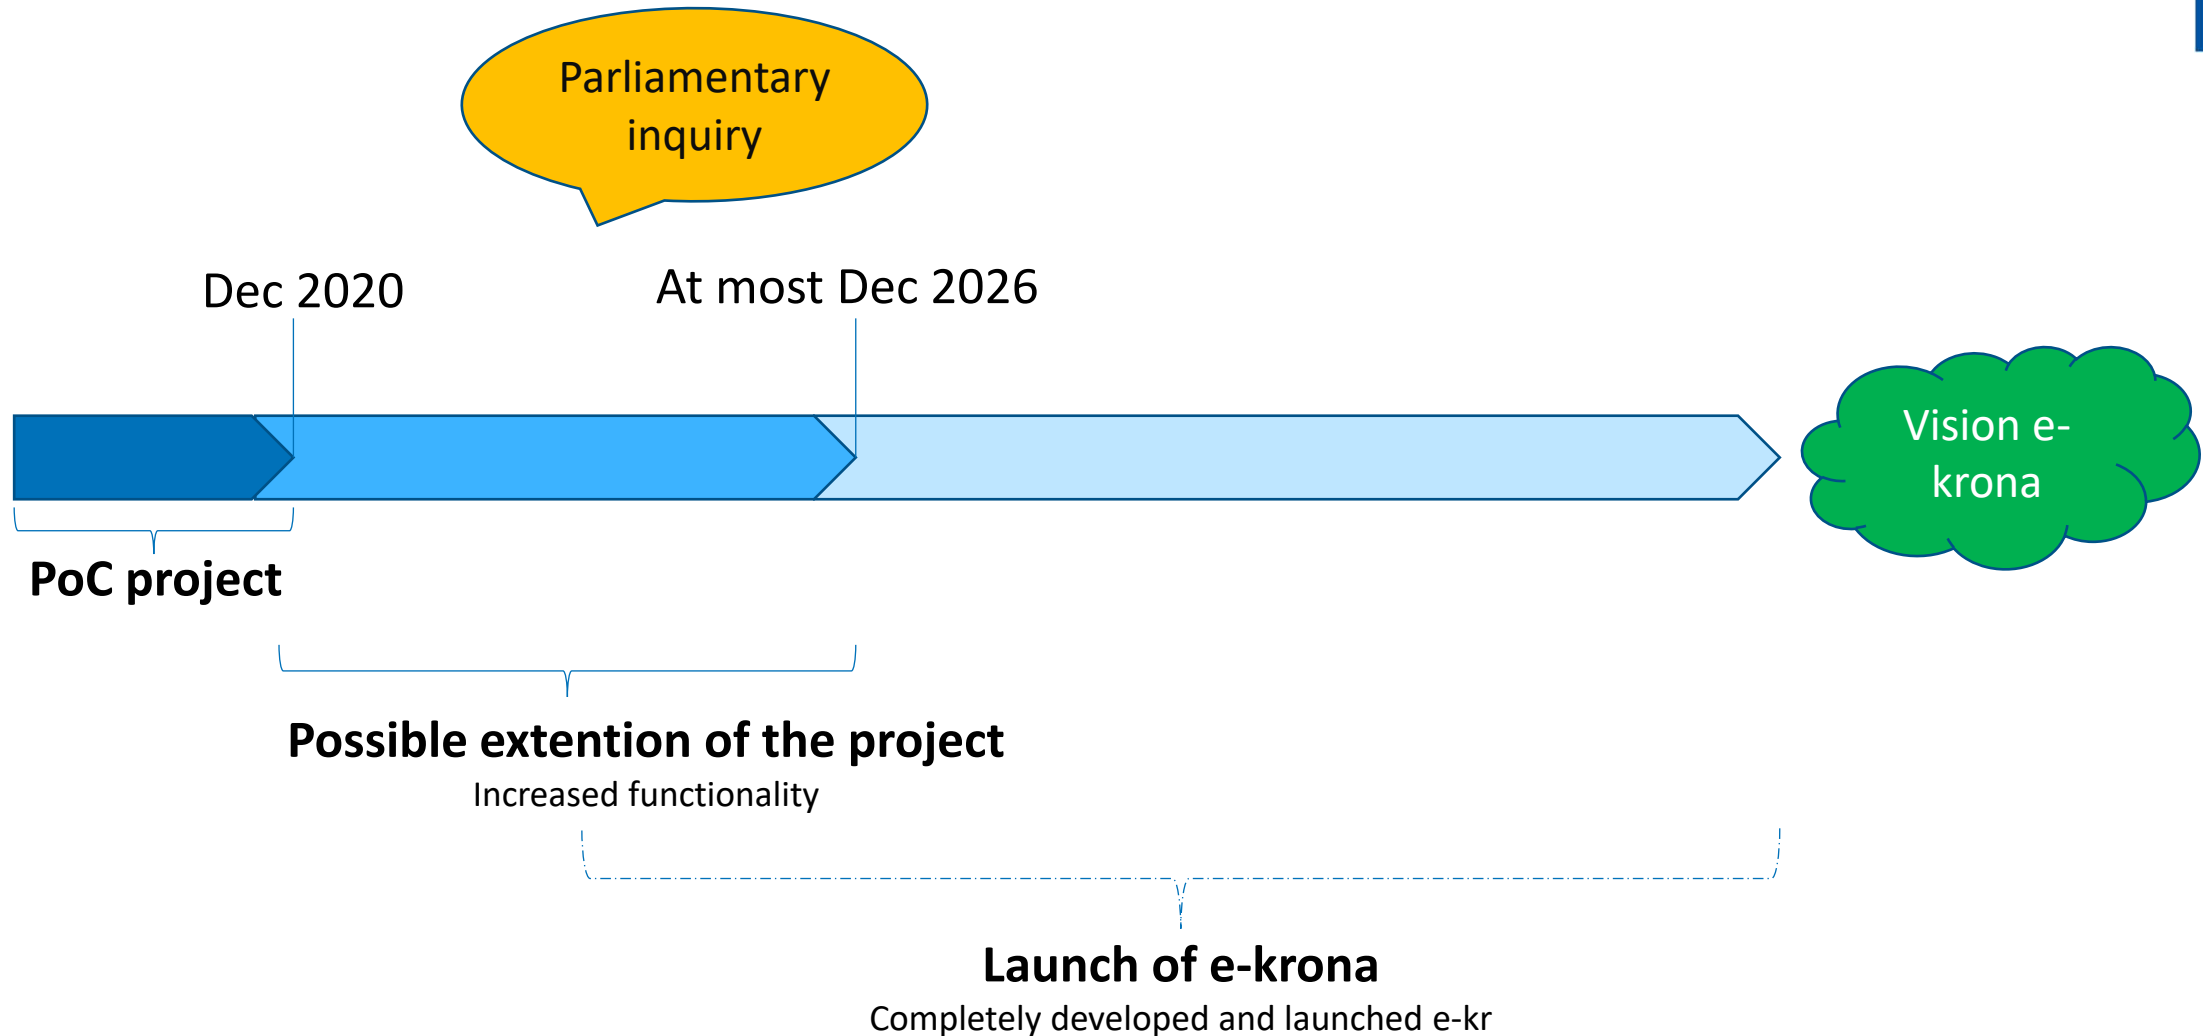 Parliamentary
inquiry
Dec 2020
At most Dec 2026
Vision e-
krona
PoC project
Possible extention of the project
Increased functionality
Launch of e-krona
Completely developed and launched e-kr